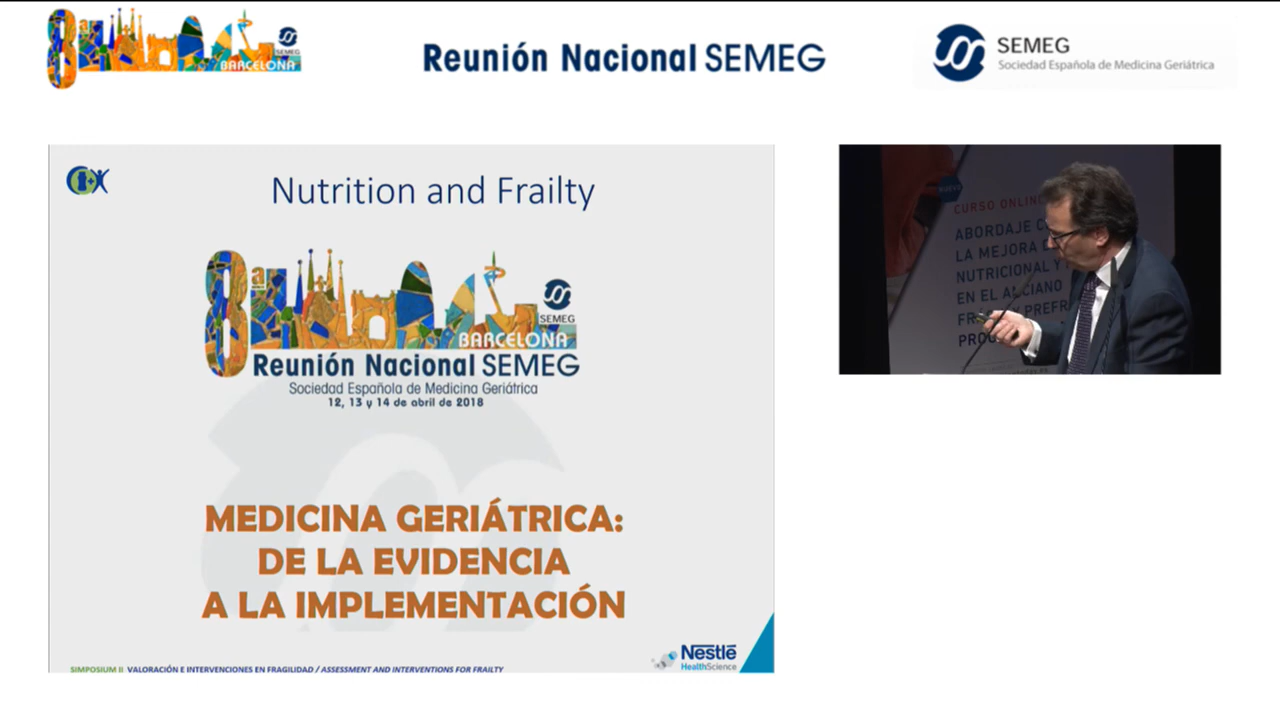 8ª
SEMEG
BARCELONA
Reunión Nacional SEMEG
SEMEG
Sociedad Española de Medicina Geriátrica
Nutrition and Frailty
8ª
SEMEG
BARCELONA
Reunión Nacional SEMEG
Sociedad Española de Medicina Geriátrica
12, 13 y 14 de abril de 2018
MEDICINA GERIÁTRICA:
DE LA EVIDENCIA
A LA IMPLEMENTACIÓN
SIMPOSIUM II VALORACIÓN E INTERVENCIONES EN FRAGILIDAD / ASSESSMENT AND INTERVENTIONS FOR FRAILTY
Nestlé
HealthScience
CURSO ONLINE
ABORDAJE
LA MEJORA
NUTRICIONAL Y
EN EL ANCIANO